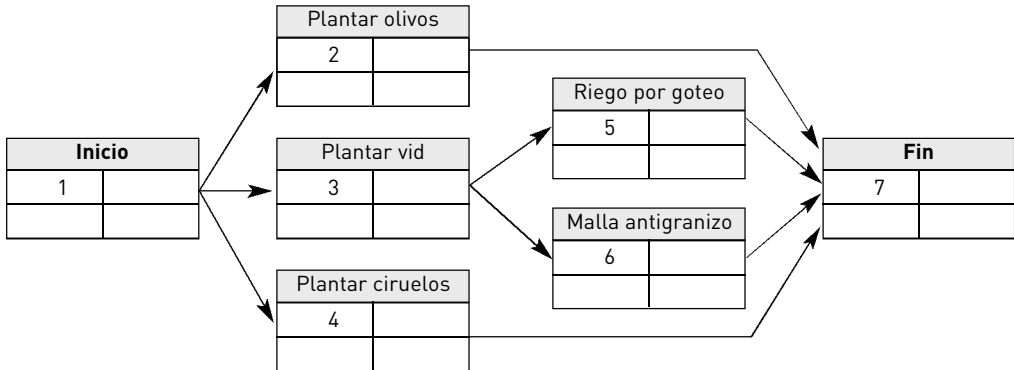 Plantar olivos
2
Riego por goteo
5
Inicio
1
Plantar vid
3
Fin
7
Malla antigranizo
6
Plantar ciruelos
4